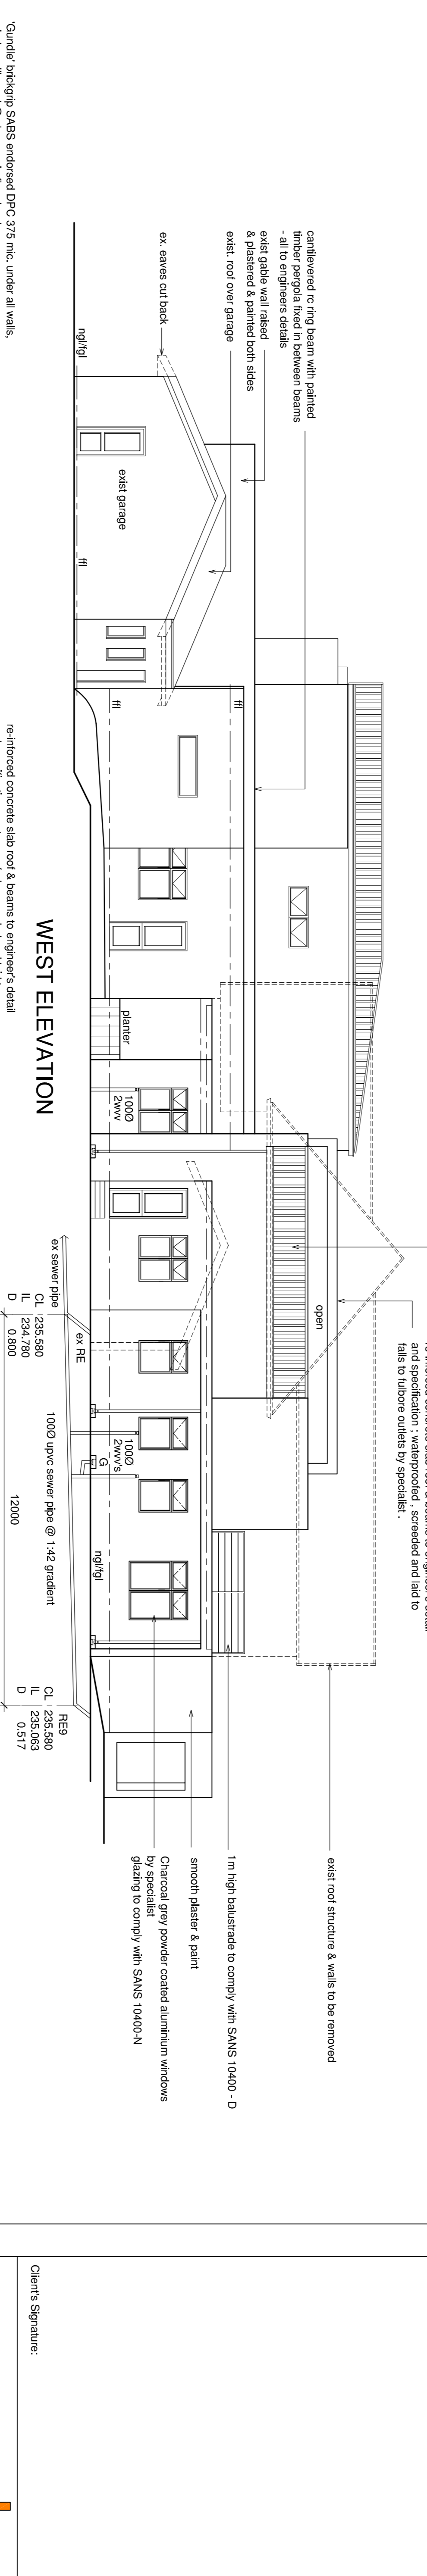 cantilevered rc ring beam with painted
timber pergola fixed in between beams
- all to engineers details
exist gable wall raised
& plastered & painted both sides
exist. roof over garage
ex. eaves cut back
ngl/fgl
exist garage
ffl
ffl
ffl
planter
100Ø
2wvv
open
and specification ; waterproofed , screeded and laid to
falls to fulbore outlets by specialist .
exist roof structure & walls to be removed
1m high balustrade to comply with SANS 10400 - D
smooth plaster & paint
Charcoal grey powder coated aluminium windows
by specialist
glazing to comply with SANS 10400-N
100Ø
2wvv's
G
ngl/fgl
ex RE
ex sewer pipe
CL 235.580
IL 234.780
D 0.800
100Ø upvc sewer pipe @ 1:42 gradient
12000
RE9
CL 235.580
IL 235.063
D 0.517
WEST ELEVATION
'Gundle' brickgrip SABS endorsed DPC 375 mic. under all walls,
re-inforced concrete slab roof & beams to engineer's detail
Client's Signature: